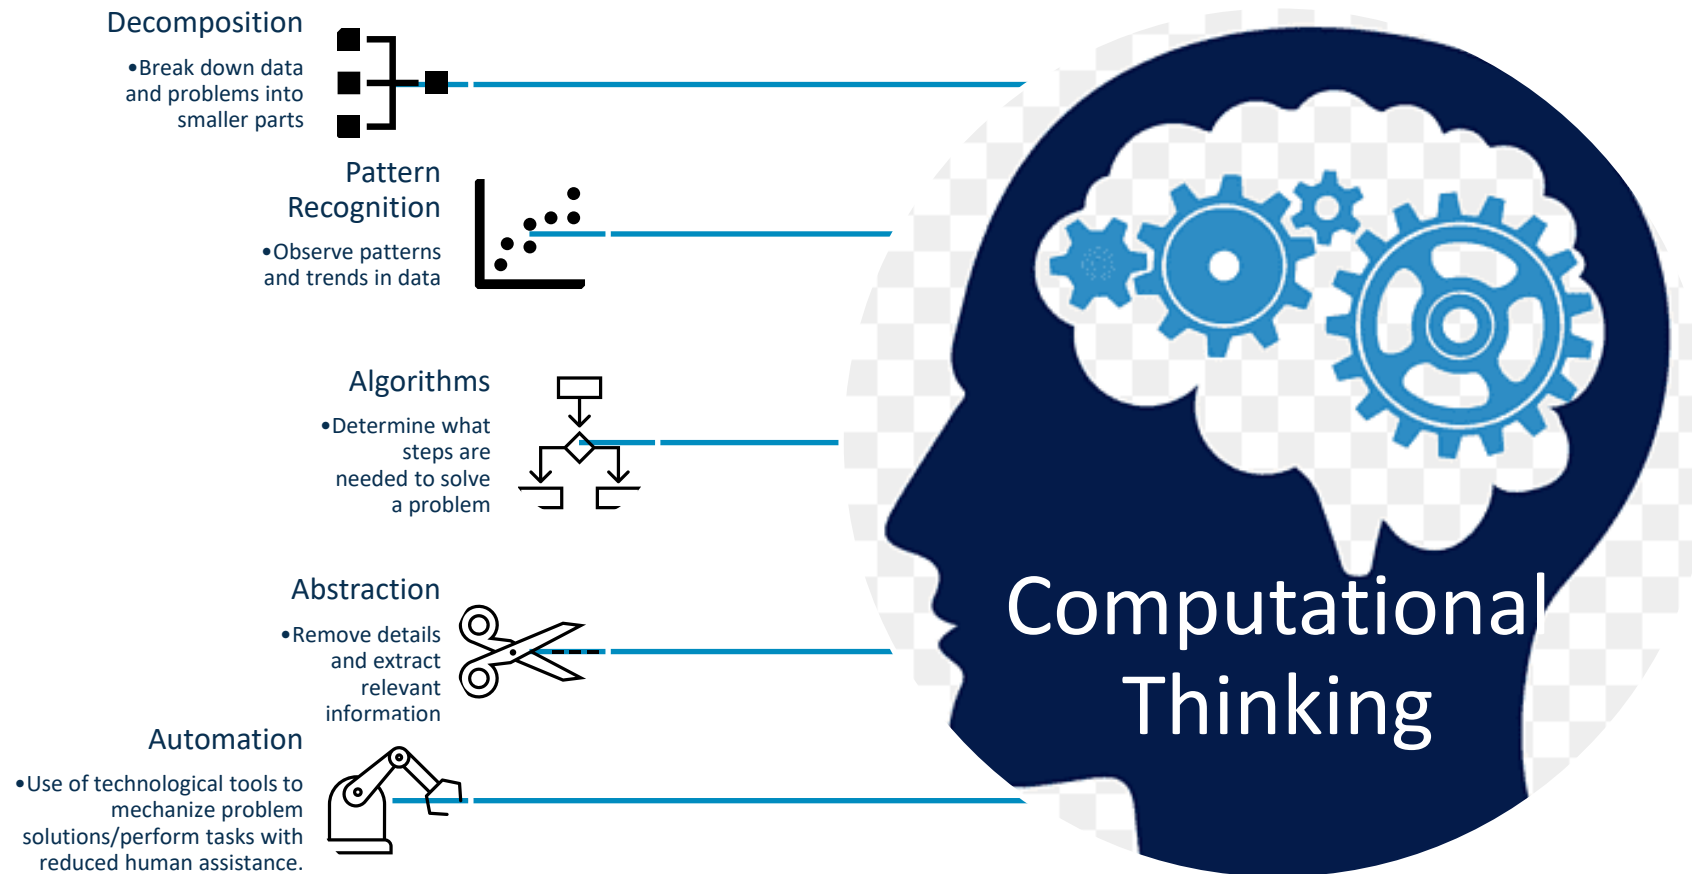 Decomposition
•Break down data
and problems into
smaller parts
Pattern
Recognition
•Observe patterns
and trends in data
Algorithms
•Determine what
steps are
needed to solve
a problem
Abstraction
•Remove details
and extract
relevant
information
Automation
•Use of technological tools to
mechanize problem
solutions/perform tasks with
reduced human assistance.
Computational
Thinking